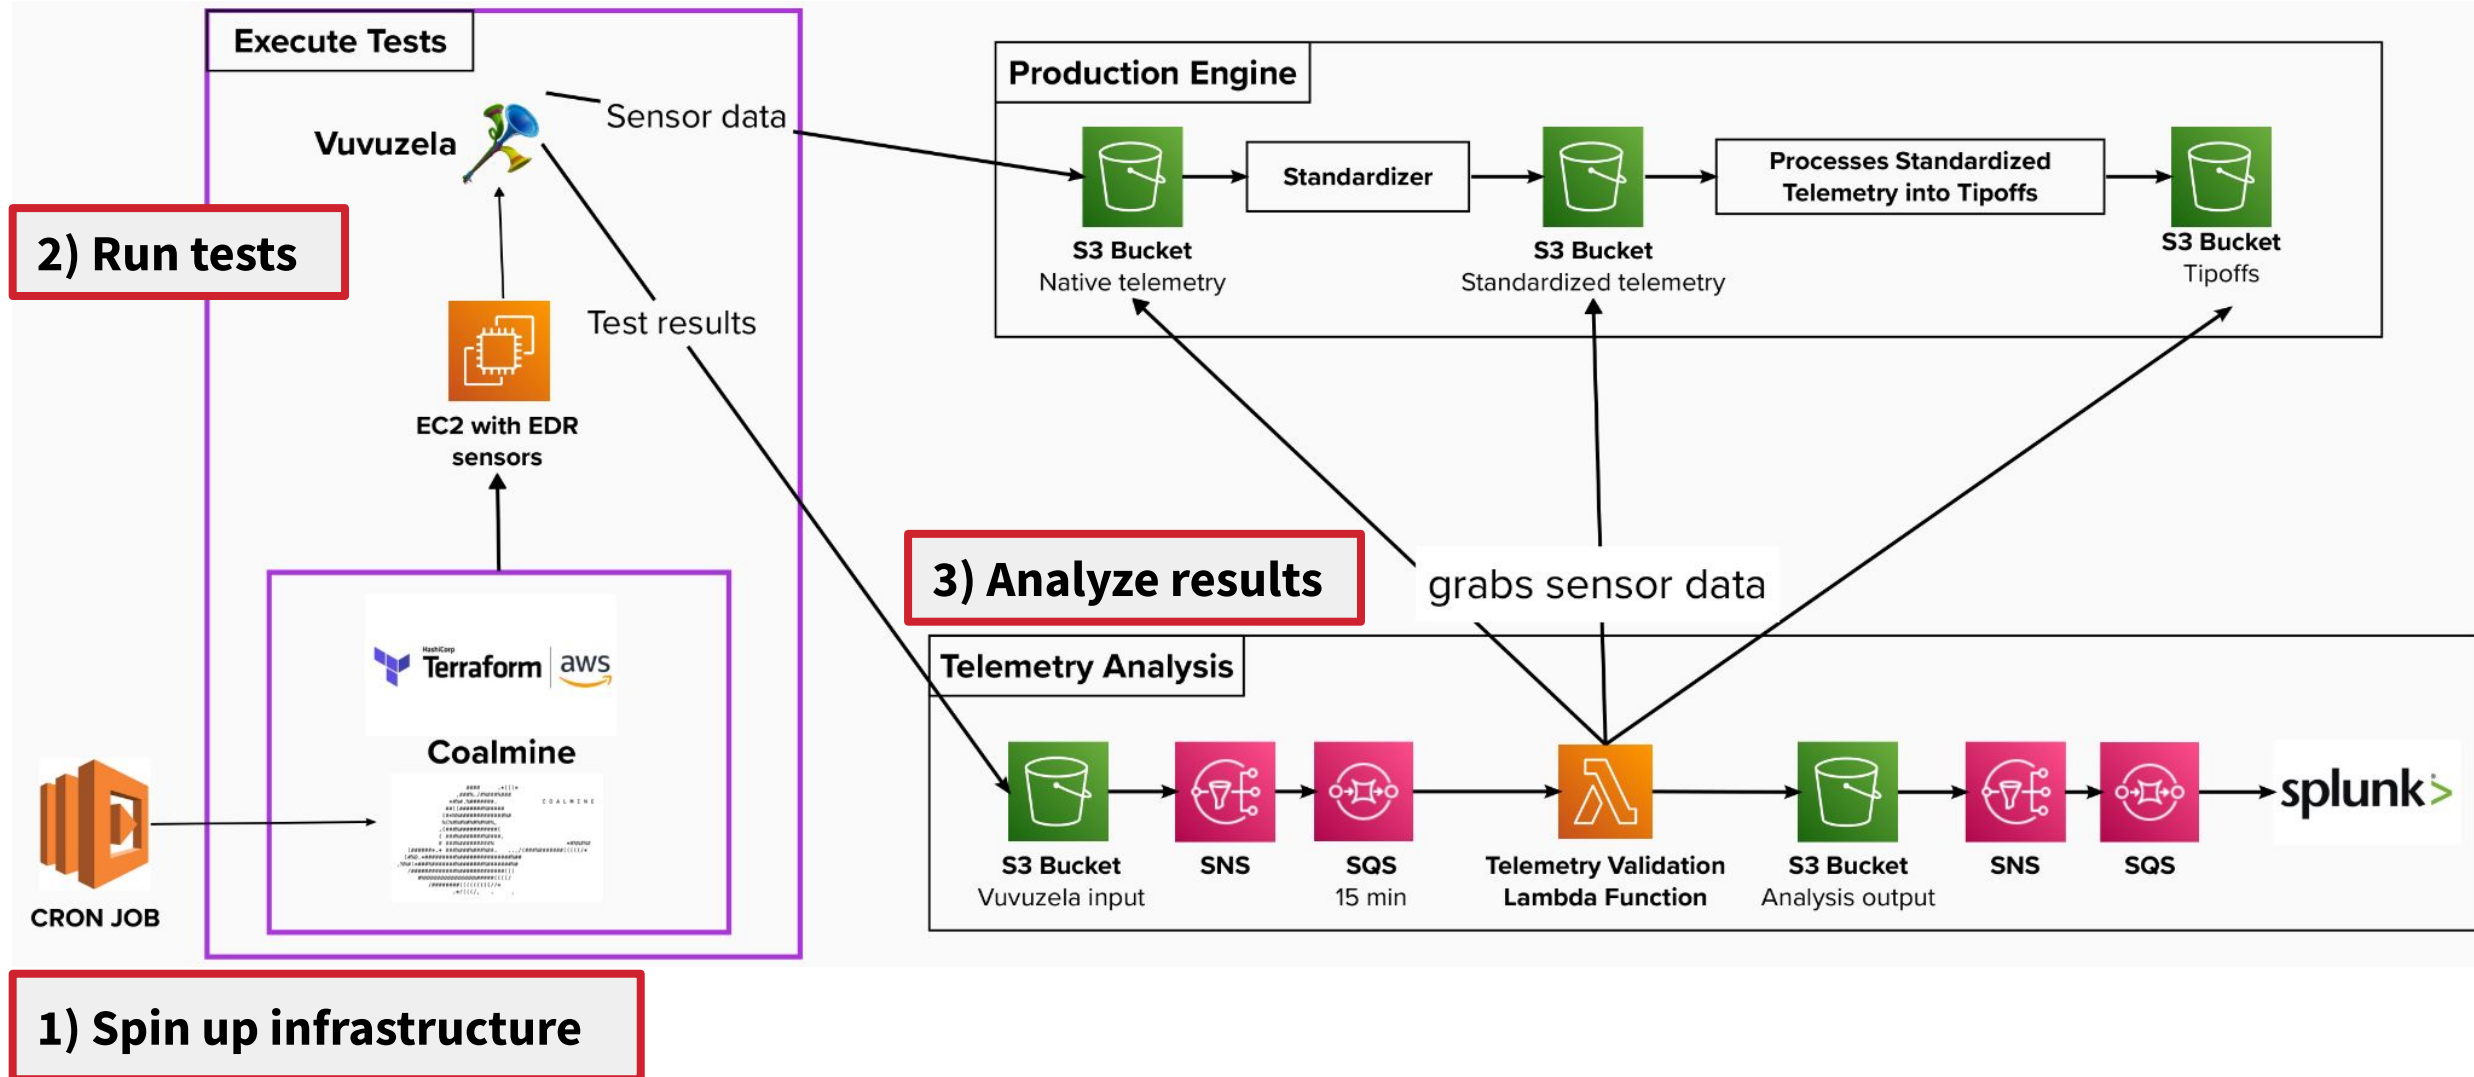 Execute Tests
Vuvuzela
Sensor data
2) Run tests
Test results
EC2 with EDR
sensors
HashiCorp
Terraform
aws
Coalmine
COALMINE
CRON JOB
1) Spin up infrastructure
Production Engine
S3 Bucket
Native telemetry
Standardizer
S3 Bucket
Standardized telemetry
Processes Standardized
Telemetry into Tipoffs
S3 Bucket
Tipoffs
3) Analyze results
grabs sensor data
Telemetry Analysis
S3 Bucket
Vuvuzela input
SNS
SQS
15 min
Telemetry Validation
Lambda Function
S3 Bucket
Analysis output
SNS
SQS
splunk>